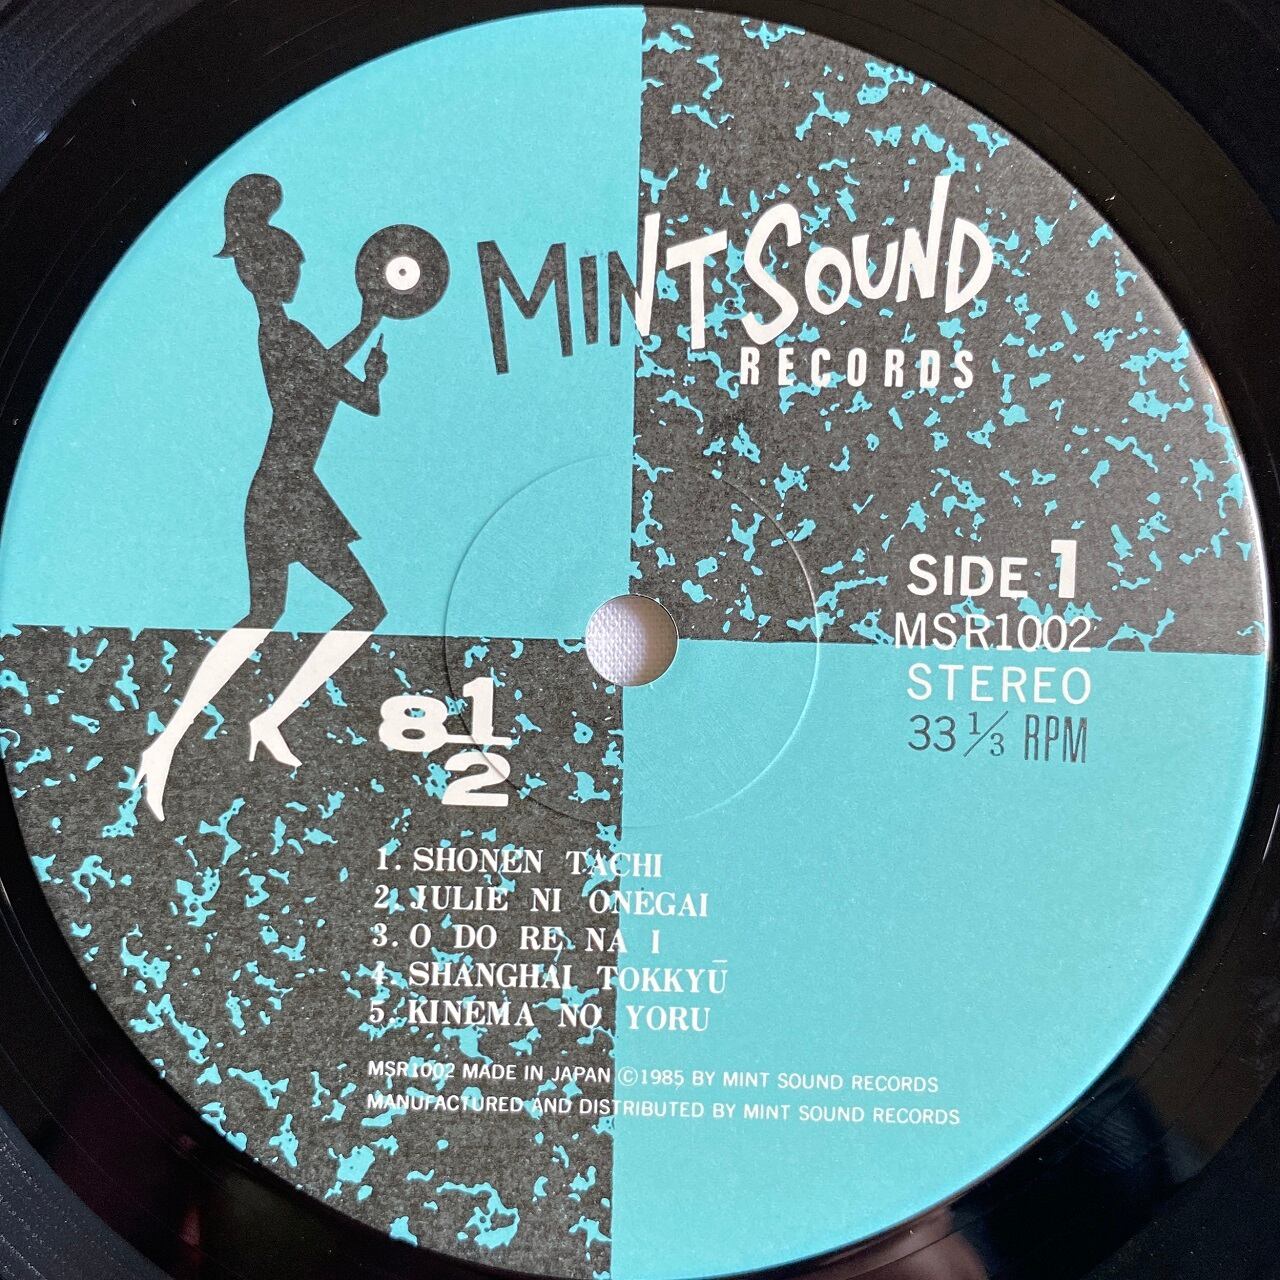 MINT SOUND
RECORDS
SIDE 1
MSR1002
STEREO
33 1/3 RPM
8 1/2
1. SHONEN TACHI
2. JULIE NI ONEGAI
3. O DO RE NA I
4. SHANGHAI TOKKYŪ
5. KINEMA NO YORU
MSR1002 MADE IN JAPAN ©1985 BY MINT SOUND RECORDS
MANUFACTURED AND DISTRIBUTED BY MINT SOUND RECORDS